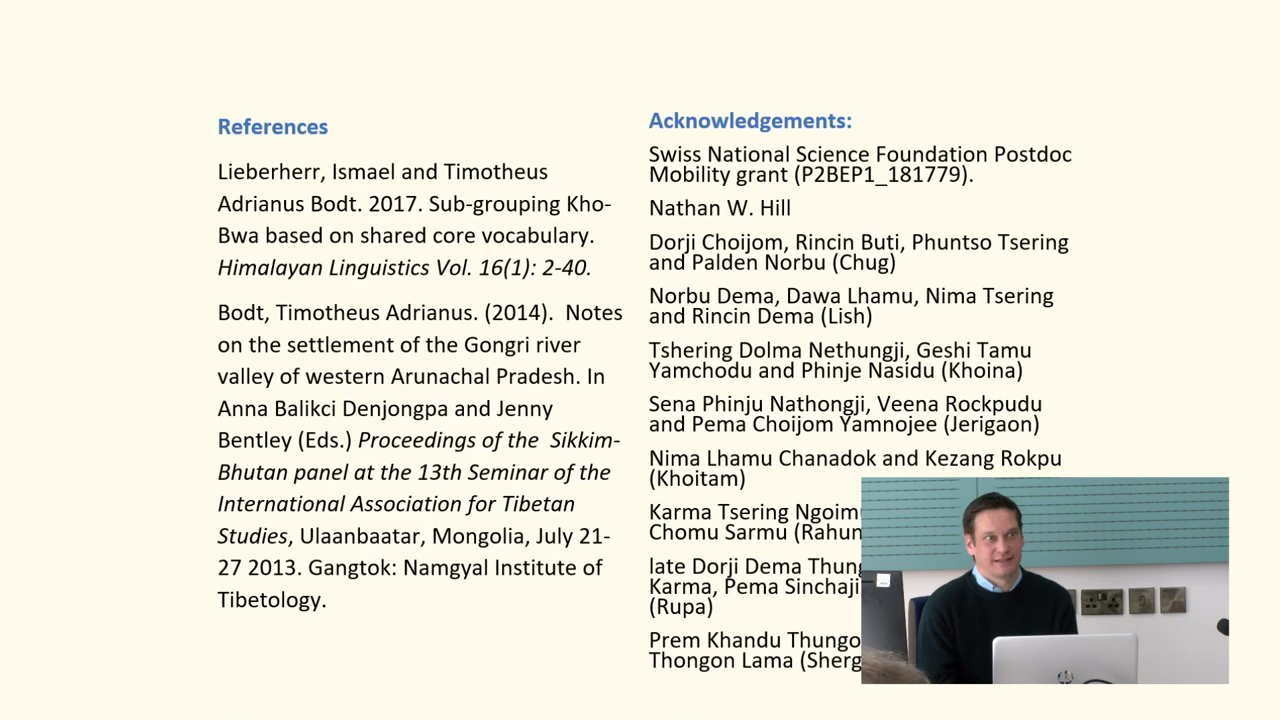 References
Lieberherr, Ismael and Timotheus
Adrianus Bodt. 2017. Sub-grouping Kho-
Bwa based on shared core vocabulary.
Himalayan Linguistics Vol. 16(1): 2-40.
Bodt, Timotheus Adrianus. (2014). Notes
on the settlement of the Gongri river
valley of western Arunachal Pradesh. In
Anna Balikci Denjongpa and Jenny
Bentley (Eds.) Proceedings of the Sikkim-
Bhutan panel at the 13th Seminar of the
International Association for Tibetan
Studies, Ulaanbaatar, Mongolia, July 21-
27 2013. Gangtok: Namgyal Institute of
Tibetology.
Acknowledgements:
Swiss National Science Foundation Postdoc
Mobility grant (P2BEP1_181779).
Nathan W. Hill
Dorji Choijom, Rincin Buti, Phuntso Tsering
and Palden Norbu (Chug)
Norbu Dema, Dawa Lhamu, Nima Tsering
and Rincin Dema (Lish)
Tshering Dolma Nethungji, Geshi Tamu
Yamchodu and Phinje Nasidu (Khoina)
Sena Phinju Nathongji, Veena Rockpudu
and Pema Choijom Yamnojee (Jerigaon)
Nima Lhamu Chanadok and Kezang Rokpu
(Khoitam)
Karma Tsering
Chomu Sarmu
late Dorji Dema
Karma, Pema
(Rupa)
Prem Khandu
Thongon Lama